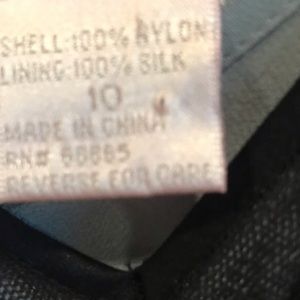 SHELL:100% NYLON
LINING:100% SILK
10
MADE IN CHINA
RN# 66665
REVERSE FOR CARE